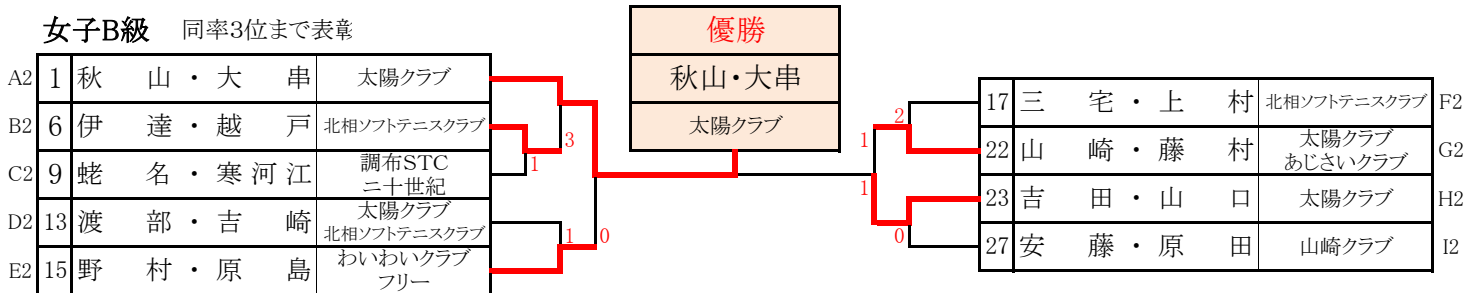 女子B級 同率3位まで表彰
優勝
秋山・大串
太陽クラブ
A2 1 秋 山・大 串 太陽クラブ
B2 6 伊 達・越 戸 北相ソフトテニスクラブ
C2 9 蛯 名・寒河江 調布STC
二十世紀
D2 13 渡 部・吉 崎 太陽クラブ
北相ソフトテニスクラブ
E2 15 野 村・原 島 わいわいクラブ
フリー
3
1
1
0
17 三 宅・上 村 北相ソフトテニスクラブ F2
22 山 崎・藤 村 太陽クラブ G2
あじさいクラブ
23 吉 田・山 口 太陽クラブ H2
27 安 藤・原 田 山崎クラブ I2
2
1
1
0